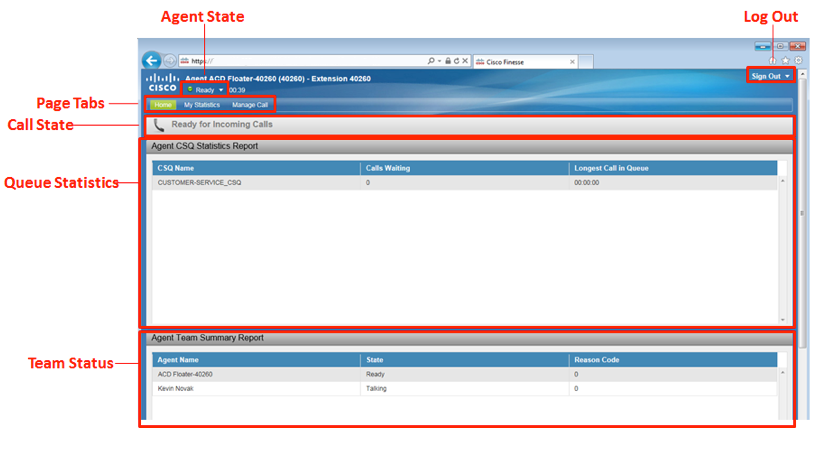 Agent State
Log Out
https://
Cisco Finesse
Agent ACD Floater-40260 (40260) - Extension 40260
Sign Out
CISCO
Ready
00:39
Page Tabs
Home
My Statistics
Manage Call
Call State
Ready for Incoming Calls
Agent CSQ Statistics Report
CSQ Name
Calls Waiting
Longest Call in Queue
Queue Statistics
CUSTOMER-SERVICE_CSQ
0
00:00:00
Agent Team Summary Report
Team Status
Agent Name
State
Reason Code
ACD Floater-40260
Ready
0
Kevin Novak
Talking
0